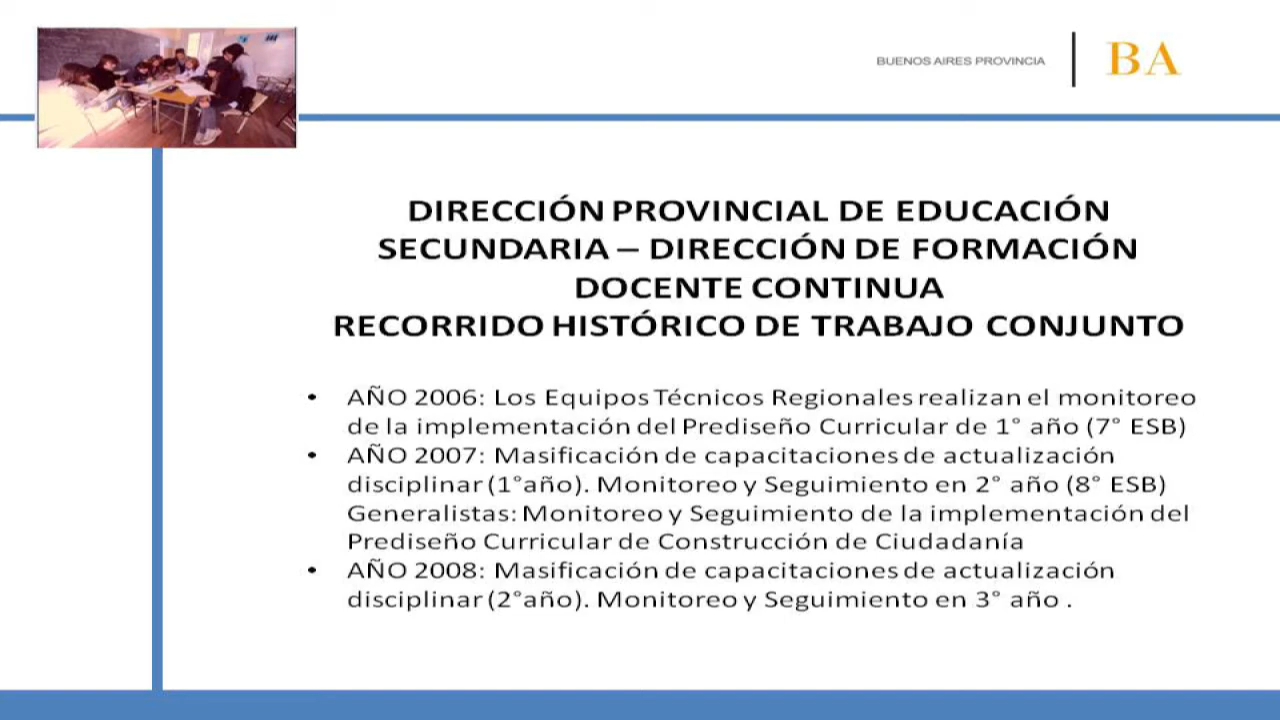 BUENOS AIRES PROVINCIA
BA
DIRECCIÓN PROVINCIAL DE EDUCACIÓN
SECUNDARIA – DIRECCIÓN DE FORMACIÓN
DOCENTE CONTINUA
RECORRIDO HISTÓRICO DE TRABAJO CONJUNTO
• AÑO 2006: Los Equipos Técnicos Regionales realizan el monitoreo
de la implementación del Prediseño Curricular de 1° año (7° ESB)
• AÑO 2007: Masificación de capacitaciones de actualización
disciplinar (1°año). Monitoreo y Seguimiento en 2° año (8° ESB)
Generalistas: Monitoreo y Seguimiento de la implementación del
Prediseño Curricular de Construcción de Ciudadanía
• AÑO 2008: Masificación de capacitaciones de actualización
disciplinar (2°año). Monitoreo y Seguimiento en 3° año .